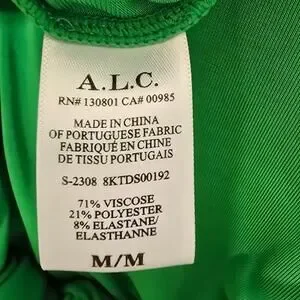 A.L.C.
RN# 130801 CA# 00985
MADE IN CHINA
OF PORTUGUESE FABRIC
FABRIQUÉ EN CHINE
DE TISSU PORTUGAIS
S-2308 8KTDS00192
71% VISCOSE
21% POLYESTER
8% ELASTANE/
ELASTHANNE
M/M